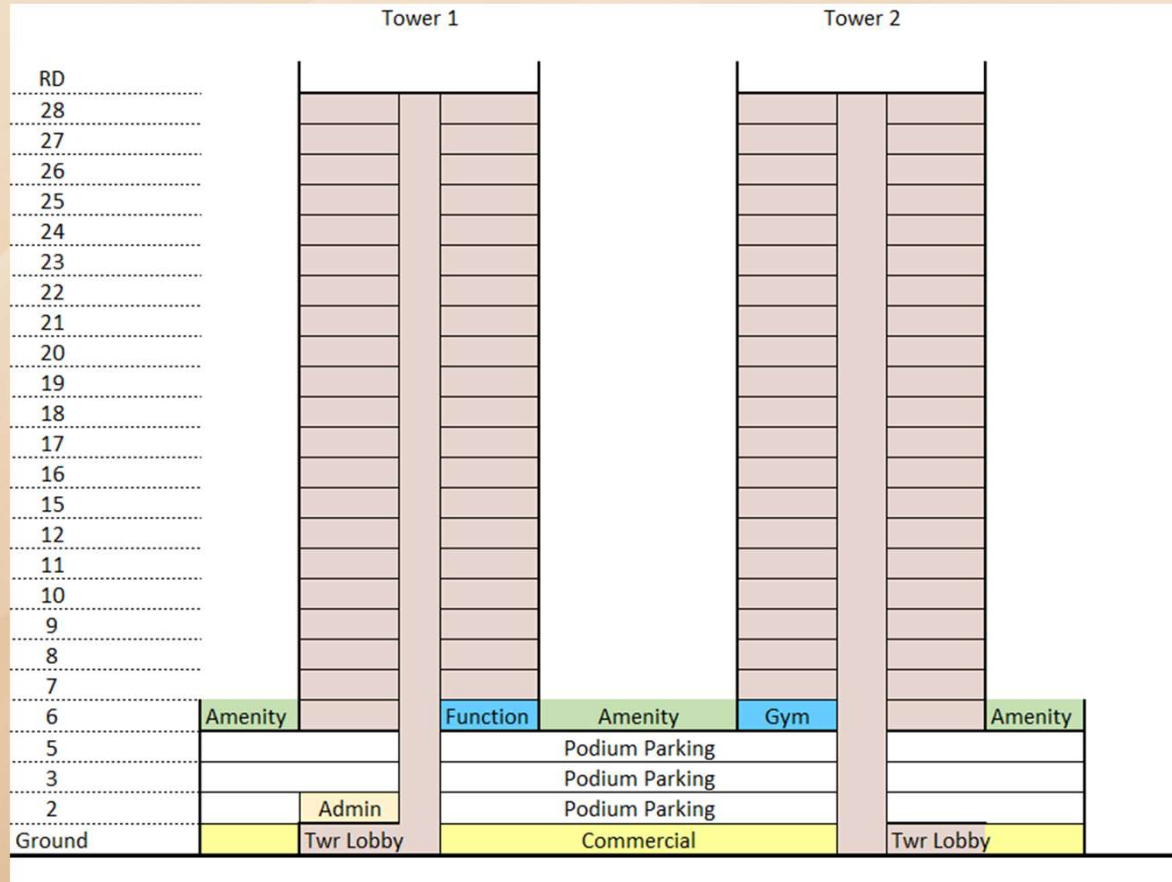 Tower 1 Tower 2
RD
28
27
26
25
24
23
22
21
20
19
18
17
16
15
12
11
10
9
8
7
6 Amenity Function Amenity Gym Amenity
5 Podium Parking
3 Podium Parking
2 Admin Podium Parking
Ground Twr Lobby Commercial Twr Lobby